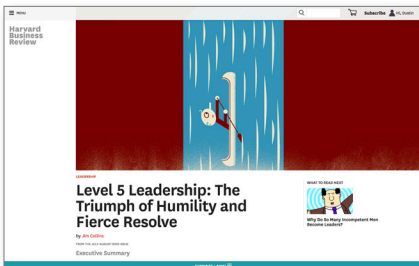 MENU
Subscribe
Hi, Dustin
Harvard
Business
Review
LEADERSHIP
Level 5 Leadership: The
Triumph of Humility and
Fierce Resolve
by Jim Collins
FROM THE JULY–AUGUST 2005 ISSUE
Executive Summary
WHAT TO READ NEXT
Why Do So Many Incompetent Men
Become Leaders?